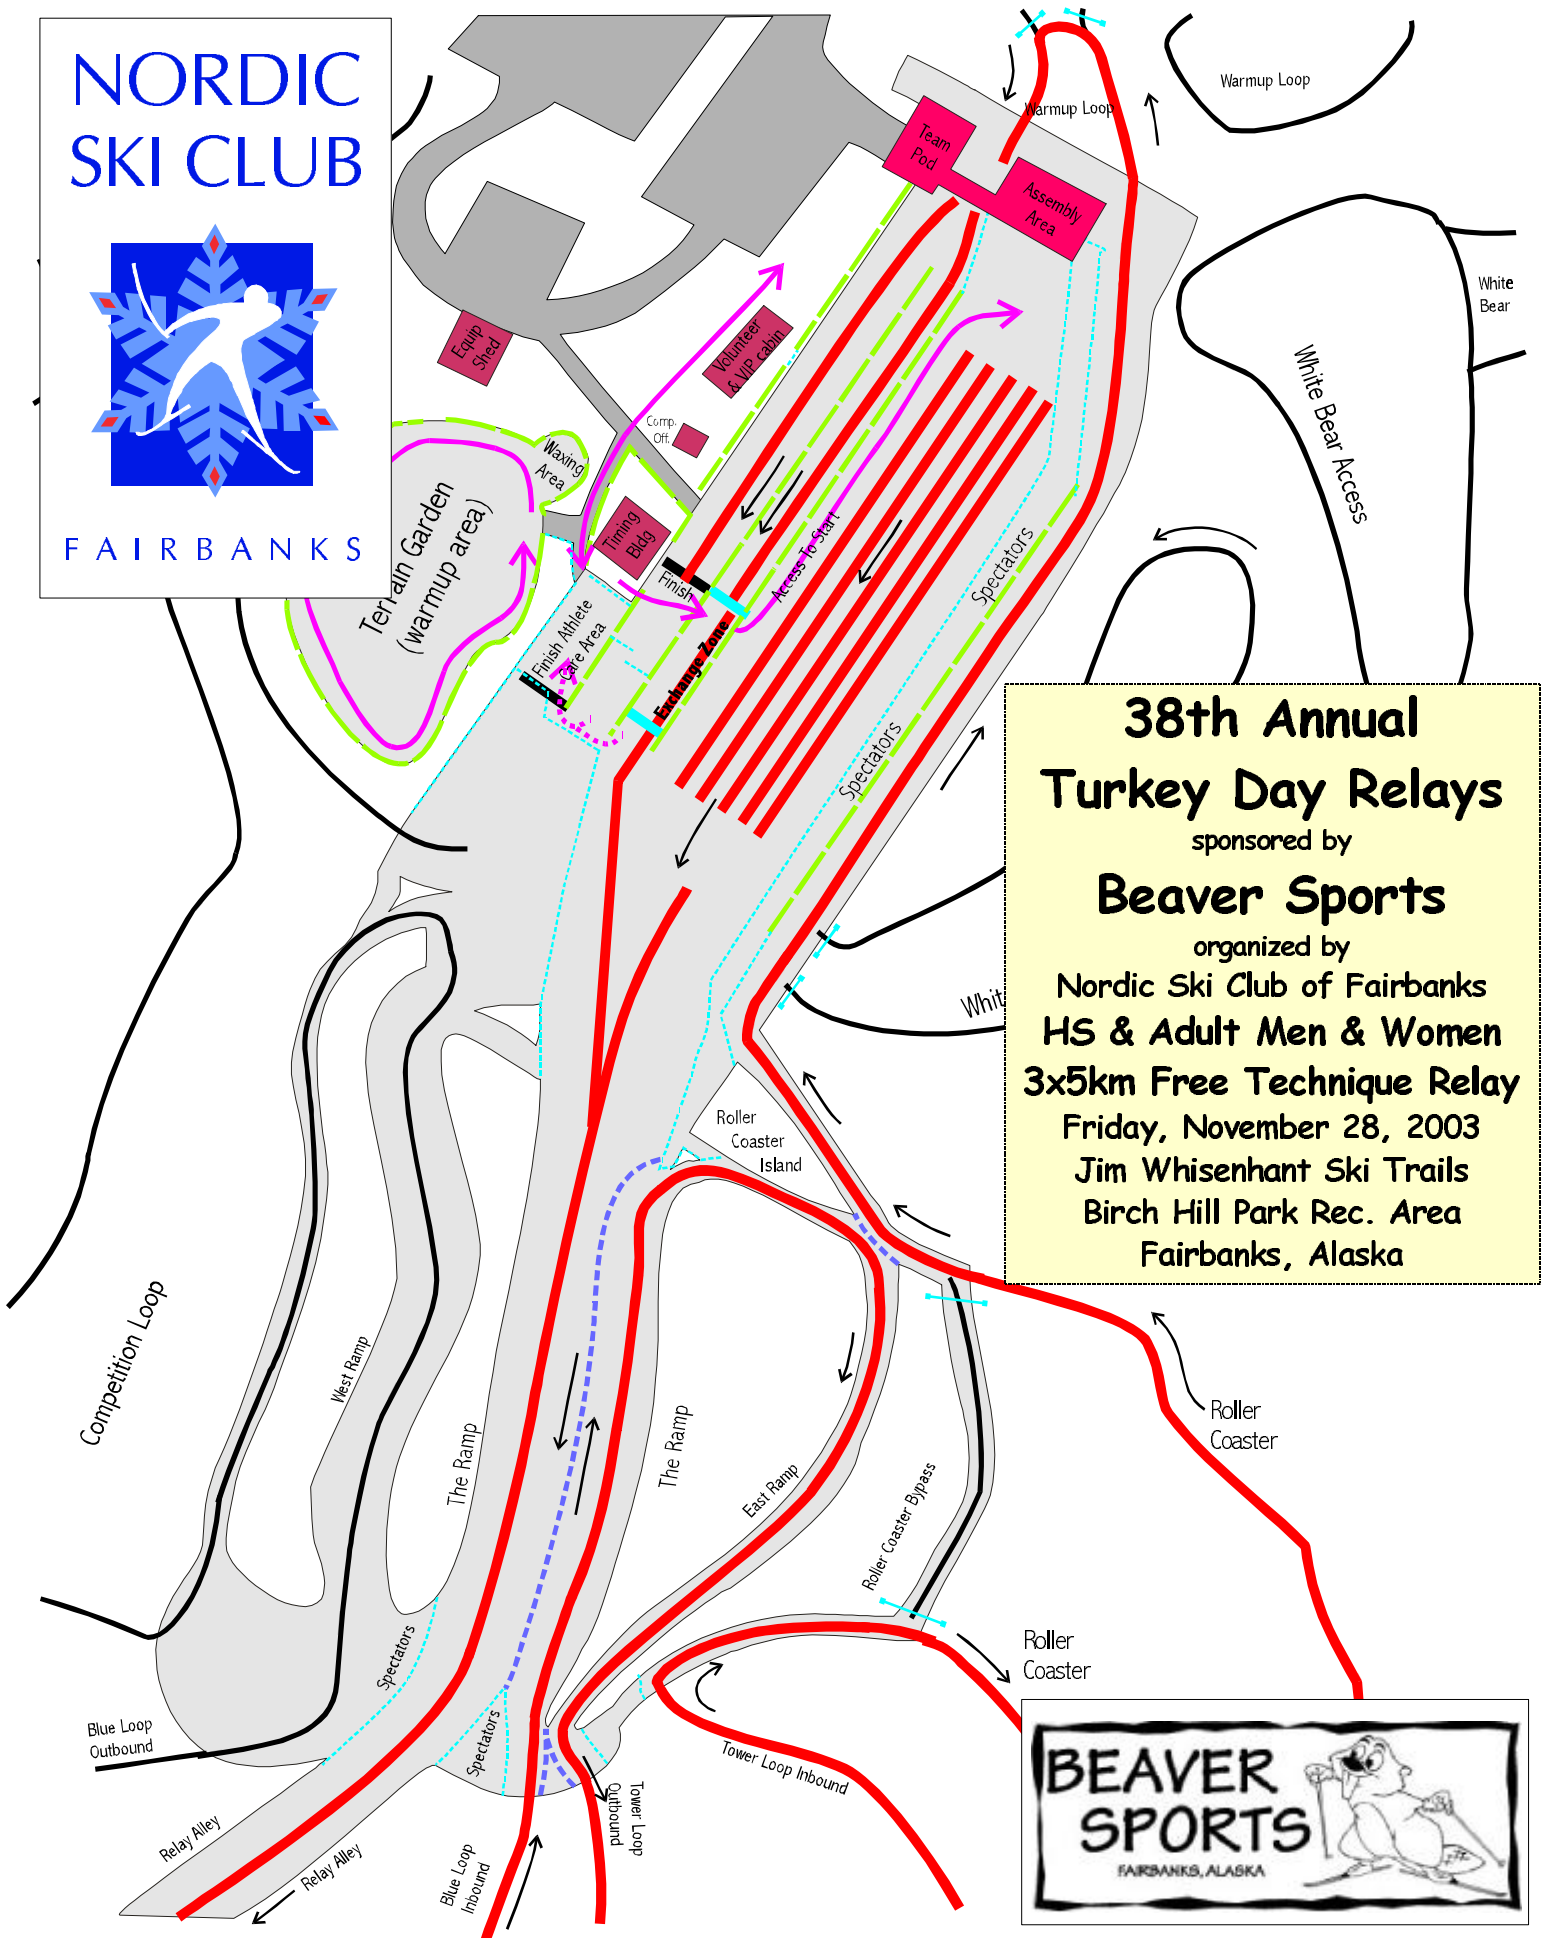 NORDIC
SKI CLUB
FAIRBANKS
Warmup Loop
Warmup Loop
Team
Pod
Assembly
Area
White
Bear
White Bear Access
Equip
Shed
Volunteer
& VIP cabin
Comp.
Off.
Waxing
Area
Terrain Garden
(warmup area)
Timing
Bldg
Finish
Access To Start
Exchange Zone
Finish Athlete
Care Area
Spectators
Spectators
38th Annual
Turkey Day Relays
sponsored by
Beaver Sports
organized by
Nordic Ski Club of Fairbanks
HS & Adult Men & Women
3x5km Free Technique Relay
Friday, November 28, 2003
Jim Whisenhant Ski Trails
Birch Hill Park Rec. Area
Fairbanks, Alaska
Whit
Roller
Coaster
Island
Competition Loop
West Ramp
The Ramp
The Ramp
East Ramp
Roller Coaster Bypass
Roller
Coaster
Roller
Coaster
Spectators
Spectators
Blue Loop
Outbound
Relay Alley
Relay Alley
Blue Loop
Inbound
Tower Loop
Outbound
Tower Loop Inbound
BEAVER
SPORTS
FAIRBANKS, ALASKA